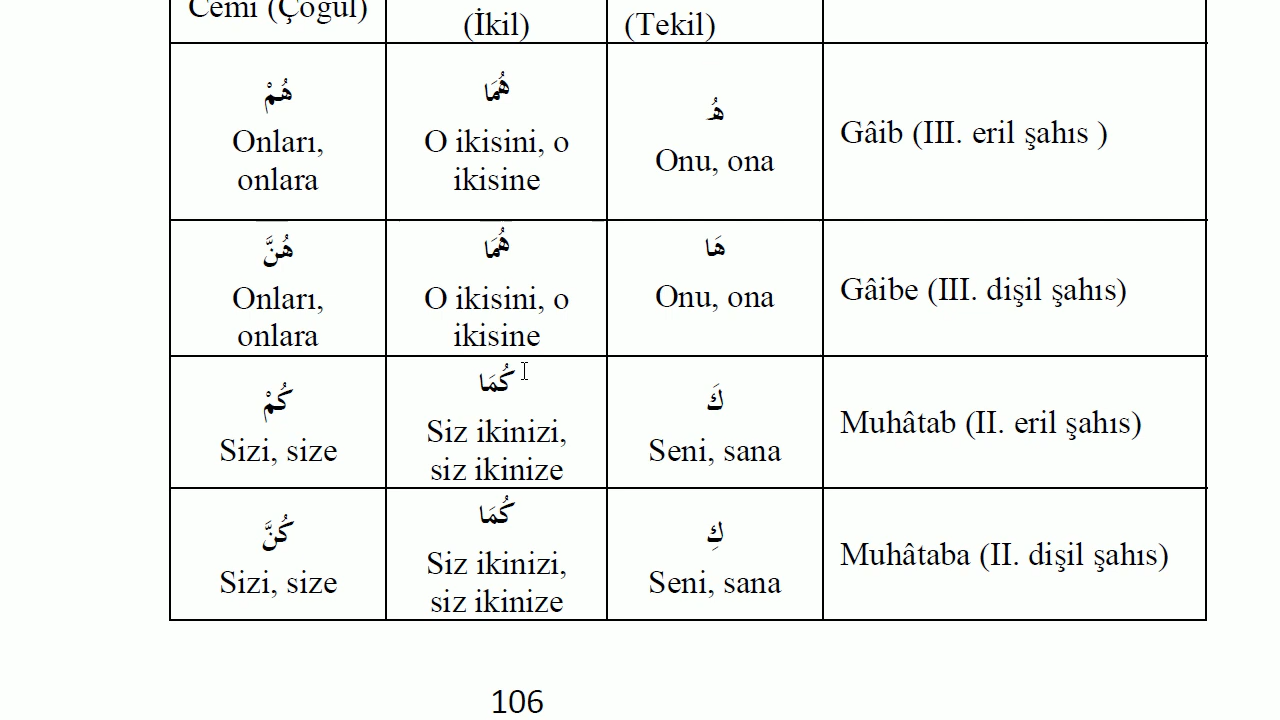 Cemi (Çoğul)
(İkil)
(Tekil)
هُمْ
Onları,
onlara
هُمَا
O ikisini, o
ikisine
هُ
Onu, ona
Gâib (III. eril şahıs )
هُنَّ
Onları,
onlara
هُمَا
O ikisini, o
ikisine
هَا
Onu, ona
Gâibe (III. dişil şahıs)
كُمْ
Sizi, size
كُمَا
Siz ikinizi,
siz ikinize
كَ
Seni, sana
Muhâtab (II. eril şahıs)
كُنَّ
Sizi, size
كُمَا
Siz ikinizi,
siz ikinize
كِ
Seni, sana
Muhâtaba (II. dişil şahıs)
106